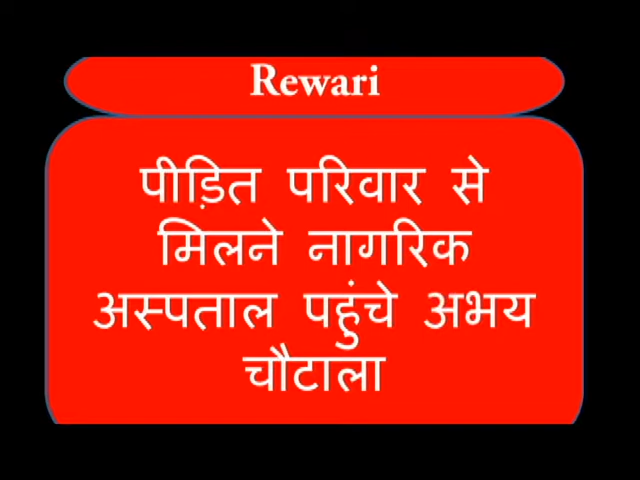 Rewari
पीड़ित परिवार से
मिलने नागरिक
अस्पताल पहुंचे अभय
चौटाला